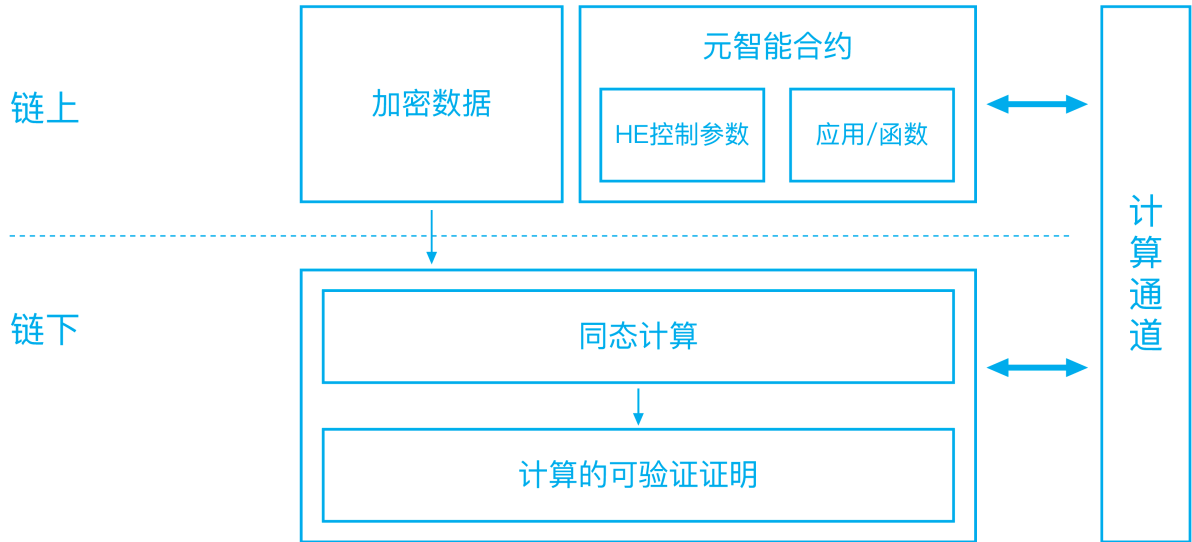 元智能合约
链上
加密数据
HE控制参数
应用/函数
计算通道
链下
同态计算
计算的可验证证明